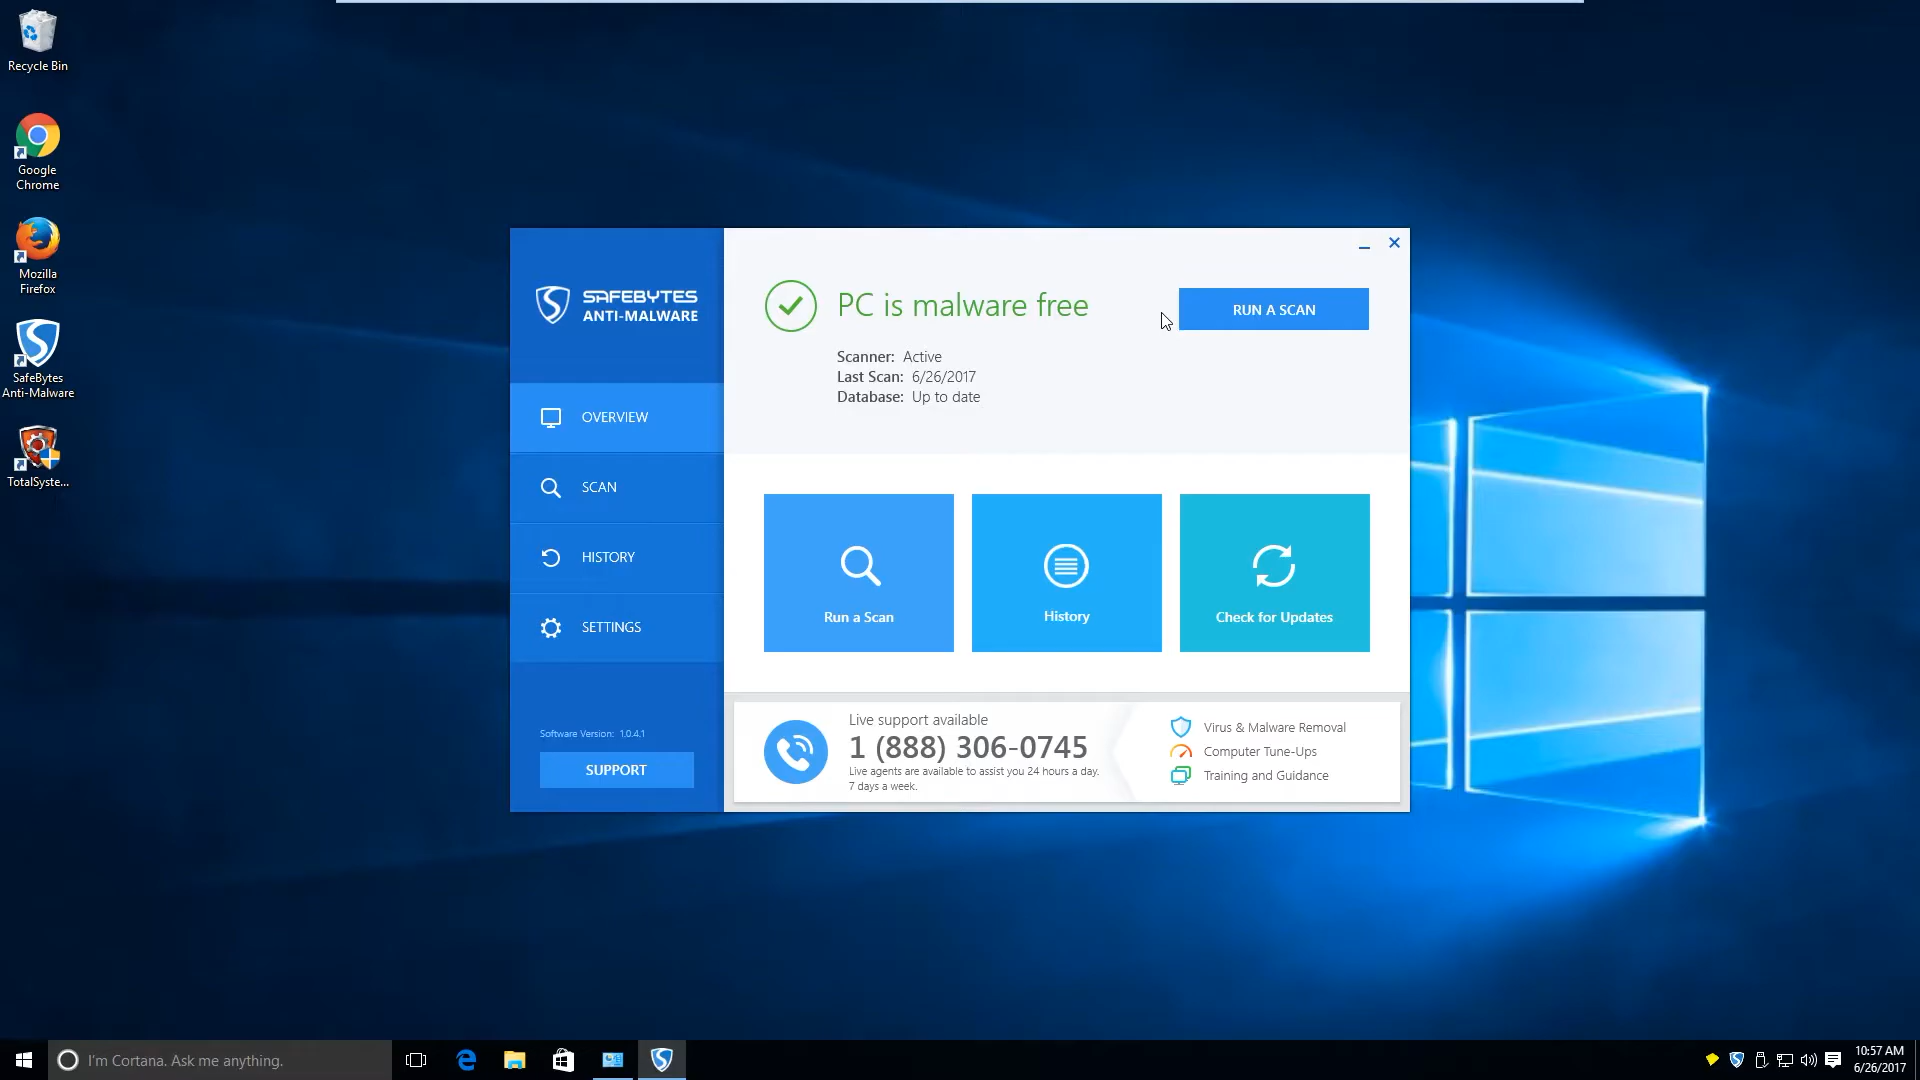 Recycle Bin
Google
Chrome
Mozilla
Firefox
SafeBytes
Anti-Malware
TotalSyste...
SAFEBYTES
ANTI-MALWARE
OVERVIEW
SCAN
HISTORY
SETTINGS
Software Version: 1.0.4.1
SUPPORT
PC is malware free
RUN A SCAN
Scanner: Active
Last Scan: 6/26/2017
Database: Up to date
Run a Scan
History
Check for Updates
Live support available
1 (888) 306-0745
Live agents are available to assist you 24 hours a day.
7 days a week.
Virus & Malware Removal
Computer Tune-Ups
Training and Guidance
I'm Cortana. Ask me anything.
10:57 AM
6/26/2017